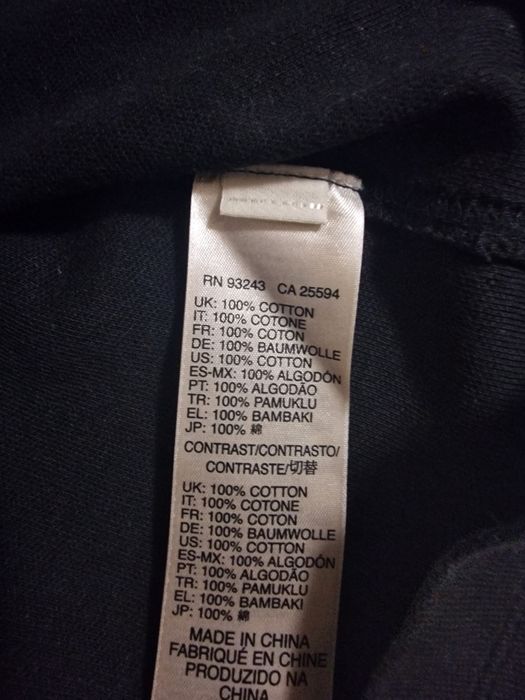 RN 93243 CA 25594
UK: 100% COTTON
IT: 100% COTONE
FR: 100% COTON
DE: 100% BAUMWOLLE
US: 100% COTTON
ES-MX: 100% ALGODÓN
PT: 100% ALGODÃO
TR: 100% PAMUKLU
EL: 100% BAMBAKI
JP: 100% 綿
CONTRAST/CONTRASTO/
CONTRASTE/切替
UK: 100% COTTON
IT: 100% COTONE
FR: 100% COTON
DE: 100% BAUMWOLLE
US: 100% COTTON
ES-MX: 100% ALGODÓN
PT: 100% ALGODÃO
TR: 100% PAMUKLU
EL: 100% BAMBAKI
JP: 100% 綿
MADE IN CHINA
FABRIQUÉ EN CHINE
PRODUZIDO NA
CHINA